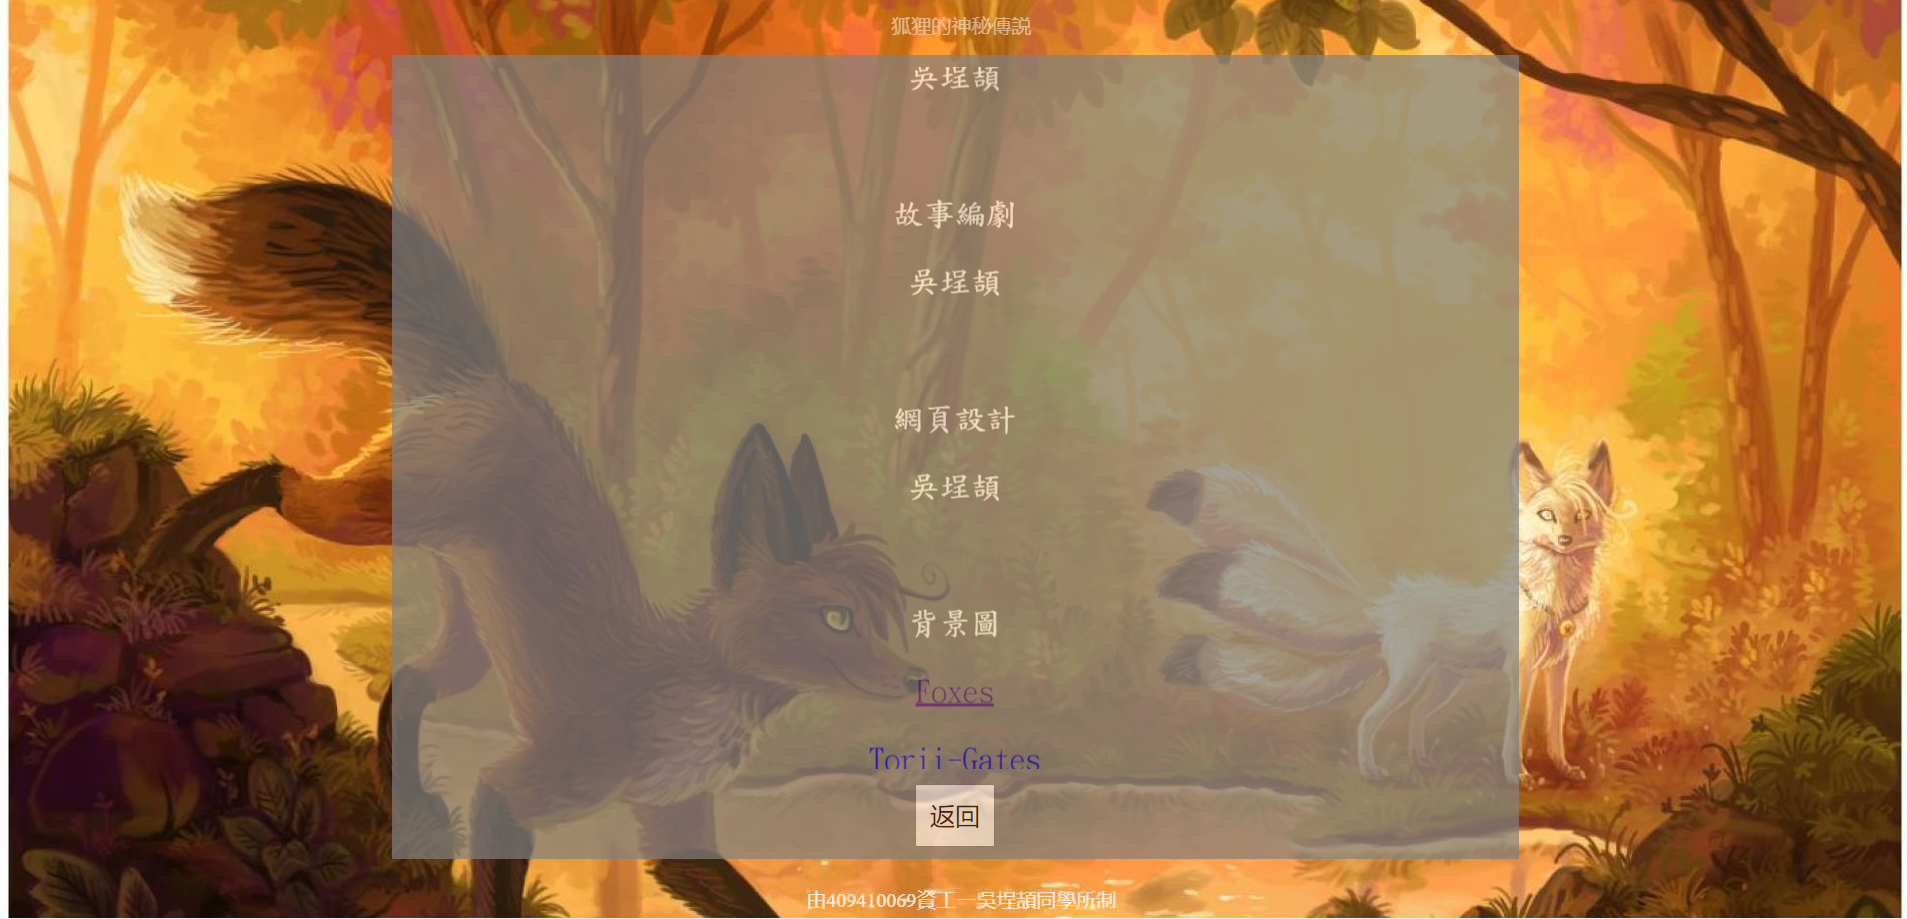 狐狸的神秘傳説
吳埕頡
故事編劇
吳埕頡
網頁設計
吳埕頡
背景圖
Foxes
Torii-Gates
返回
由409410069資工一吳埕頡同學所制